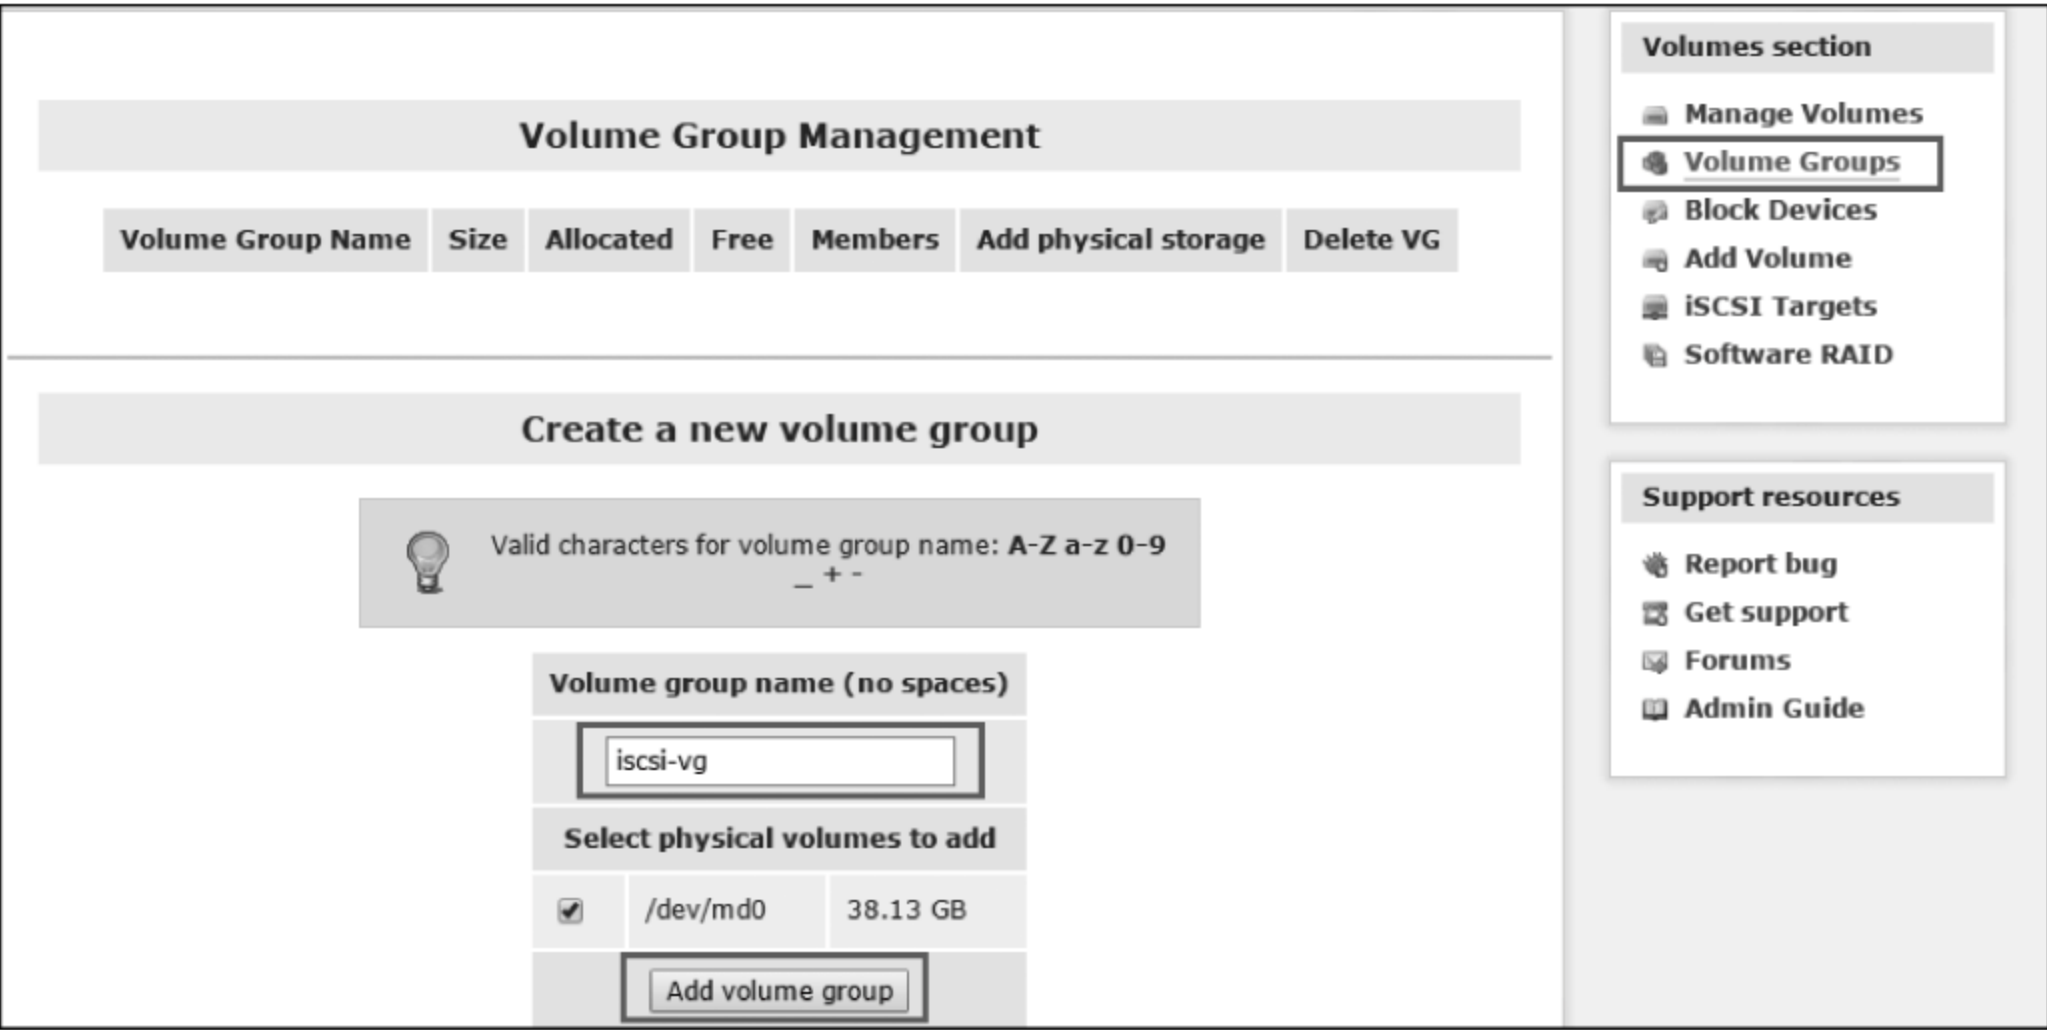 Volume Group Management
Volume Group Name Size Allocated Free Members Add physical storage Delete VG
Create a new volume group
Valid characters for volume group name: A-Z a-z 0-9
_ + -
Volume group name (no spaces)
iscsi-vg
Select physical volumes to add
/dev/md0 38.13 GB
Add volume group
Volumes section
Manage Volumes
Volume Groups
Block Devices
Add Volume
iSCSI Targets
Software RAID
Support resources
Report bug
Get support
Forums
Admin Guide